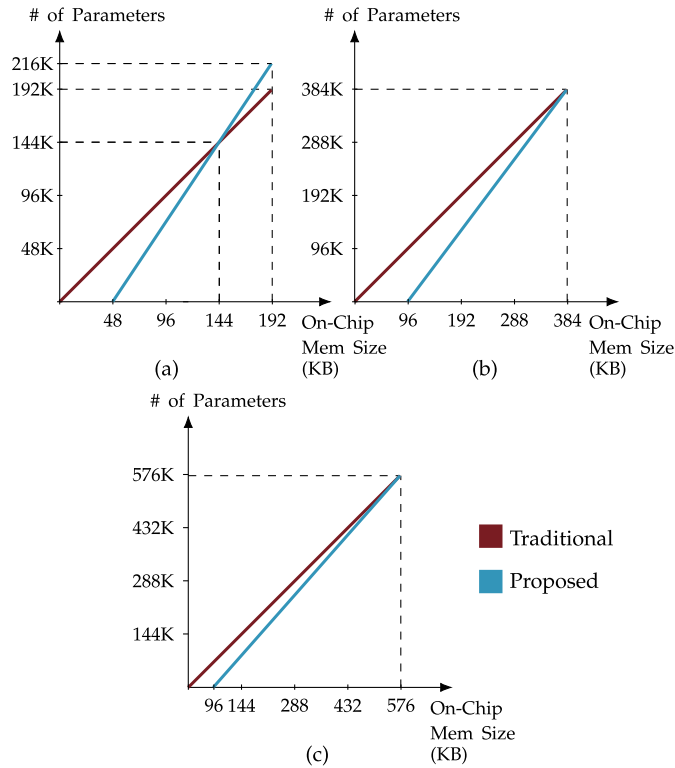 # of Parameters
216K
192K
144K
96K
48K
48 96 144 192 On-Chip
Mem Size
(KB)
(a)
# of Parameters
384K
288K
192K
96K
96 192 288 384 On-Chip
Mem Size
(KB)
(b)
# of Parameters
576K
432K
288K
144K
96 144 288 432 576 On-Chip
Mem Size
(KB)
(c)
Traditional
Proposed